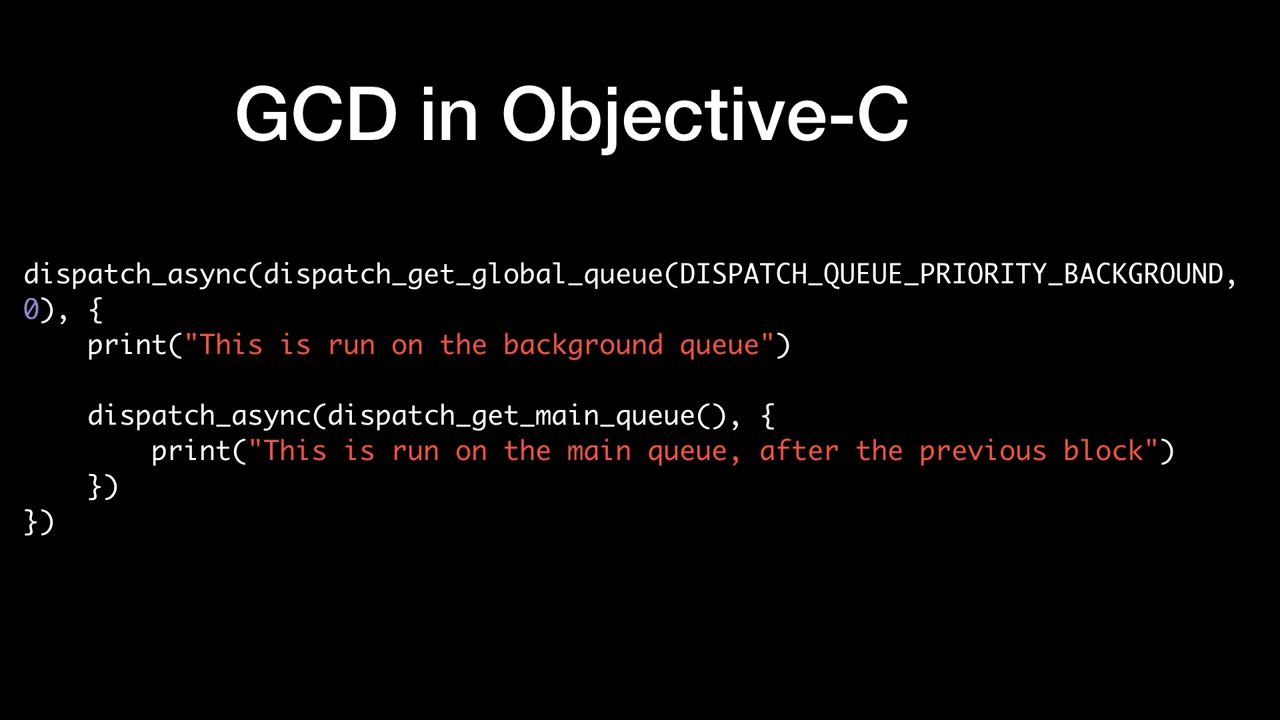 GCD in Objective-C
dispatch_async(dispatch_get_global_queue(DISPATCH_QUEUE_PRIORITY_BACKGROUND,
0), {
    print("This is run on the background queue")
    dispatch_async(dispatch_get_main_queue(), {
        print("This is run on the main queue, after the previous block")
    })
})